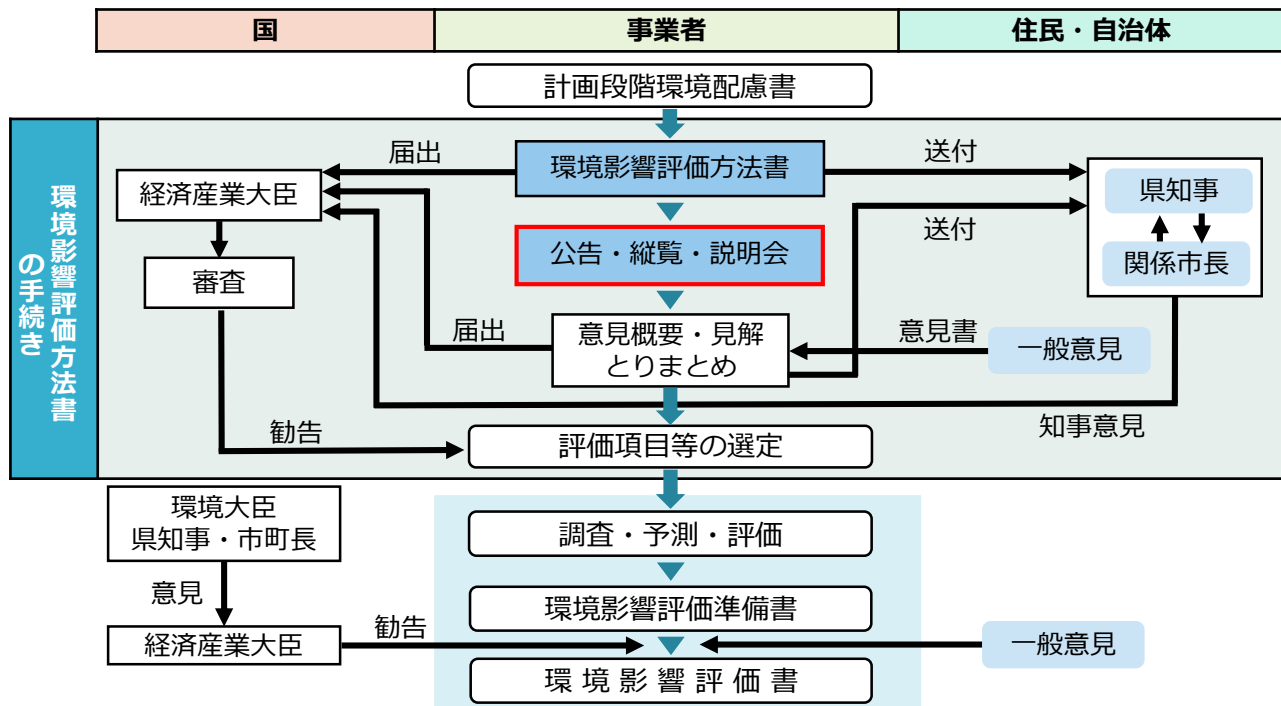 国
事業者
住民・自治体
計画段階環境配慮書
環境影響評価方法書
の手続き
届出
環境影響評価方法書
送付
経済産業大臣
県知事
関係市長
送付
公告・縦覧・説明会
審査
届出
意見概要・見解
とりまとめ
意見書
一般意見
知事意見
勧告
評価項目等の選定
環境大臣
県知事・市町長
調査・予測・評価
意見
環境影響評価準備書
経済産業大臣
勧告
一般意見
環境影響評価書